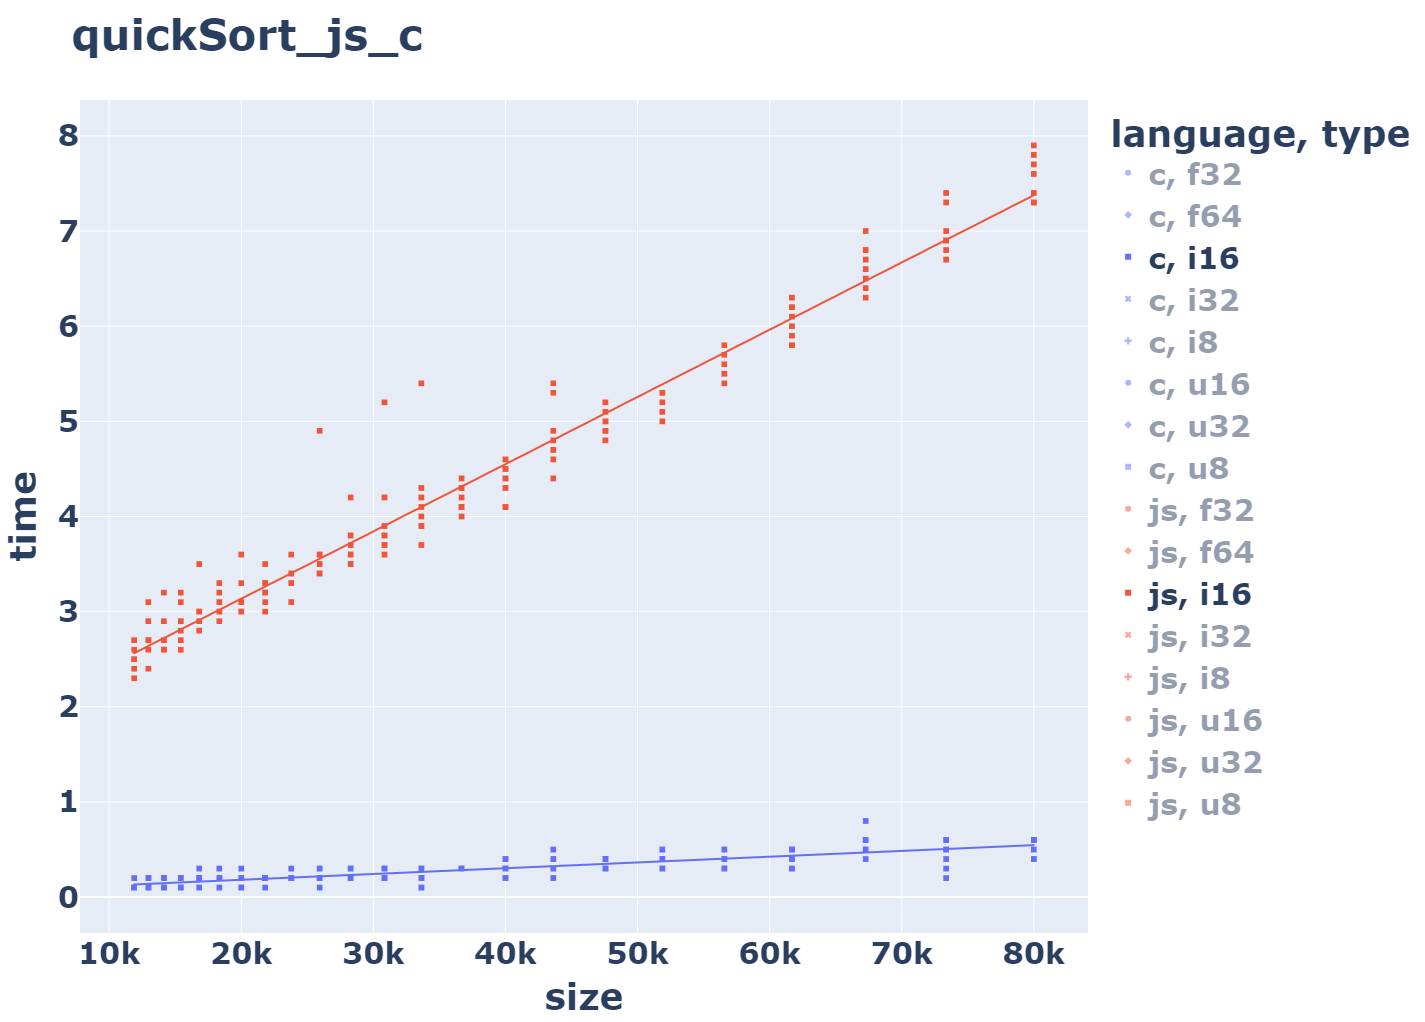 quickSort_js_c
8
7
6
5
4
3
2
1
0
time
10k 20k 30k 40k 50k 60k 70k 80k
size
language, type
c, f32
c, f64
c, i16
c, i32
c, i8
c, u16
c, u32
c, u8
js, f32
js, f64
js, i16
js, i32
js, i8
js, u16
js, u32
js, u8